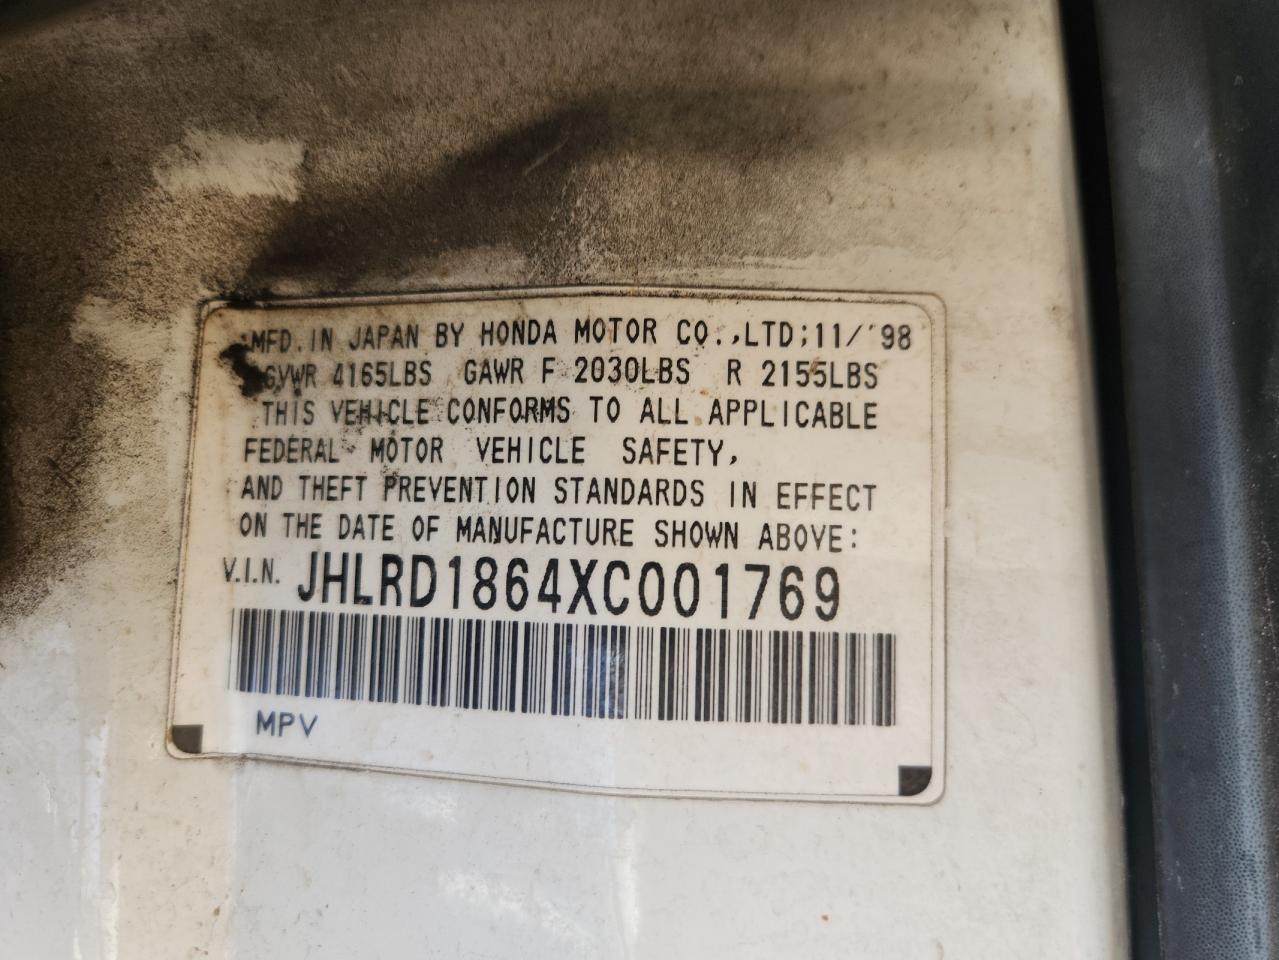 MFD. IN JAPAN BY HONDA MOTOR CO.,LTD;11/'98
GVWR 4165LBS GAWR F 2030LBS R 2155LBS
THIS VEHICLE CONFORMS TO ALL APPLICABLE
FEDERAL MOTOR VEHICLE SAFETY,
AND THEFT PREVENTION STANDARDS IN EFFECT
ON THE DATE OF MANUFACTURE SHOWN ABOVE:
V.I.N. JHLRD1864XC001769
MPV